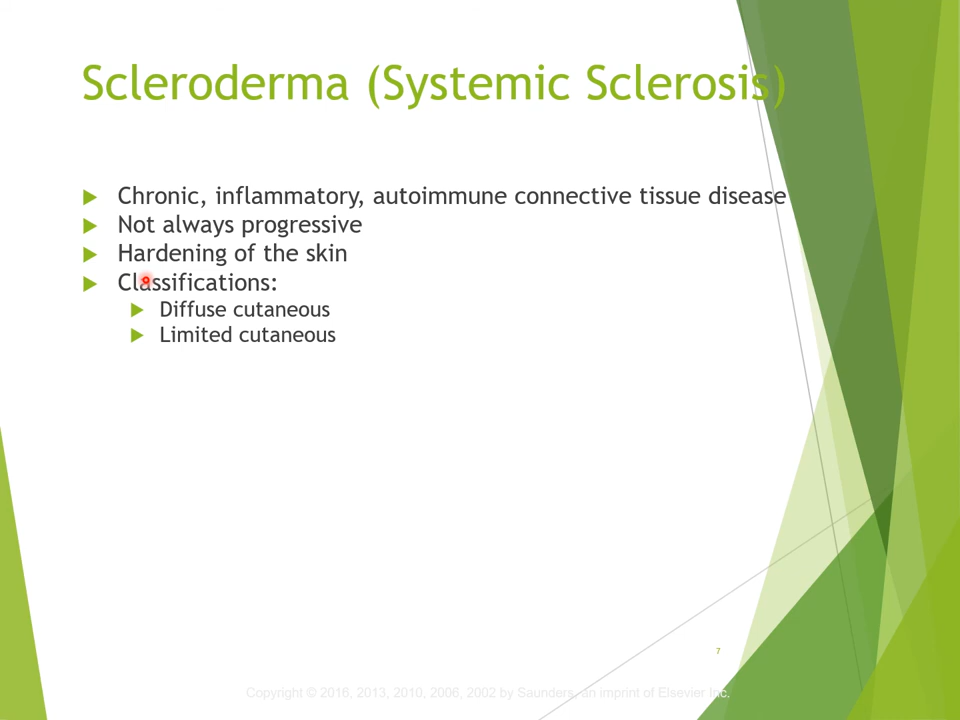 Scleroderma (Systemic Sclerosis)
Chronic, inflammatory, autoimmune connective tissue disease
Not always progressive
Hardening of the skin
Classifications:
Diffuse cutaneous
Limited cutaneous
7
Copyright © 2016, 2013, 2010, 2006, 2002 by Saunders, an imprint of Elsevier Inc.